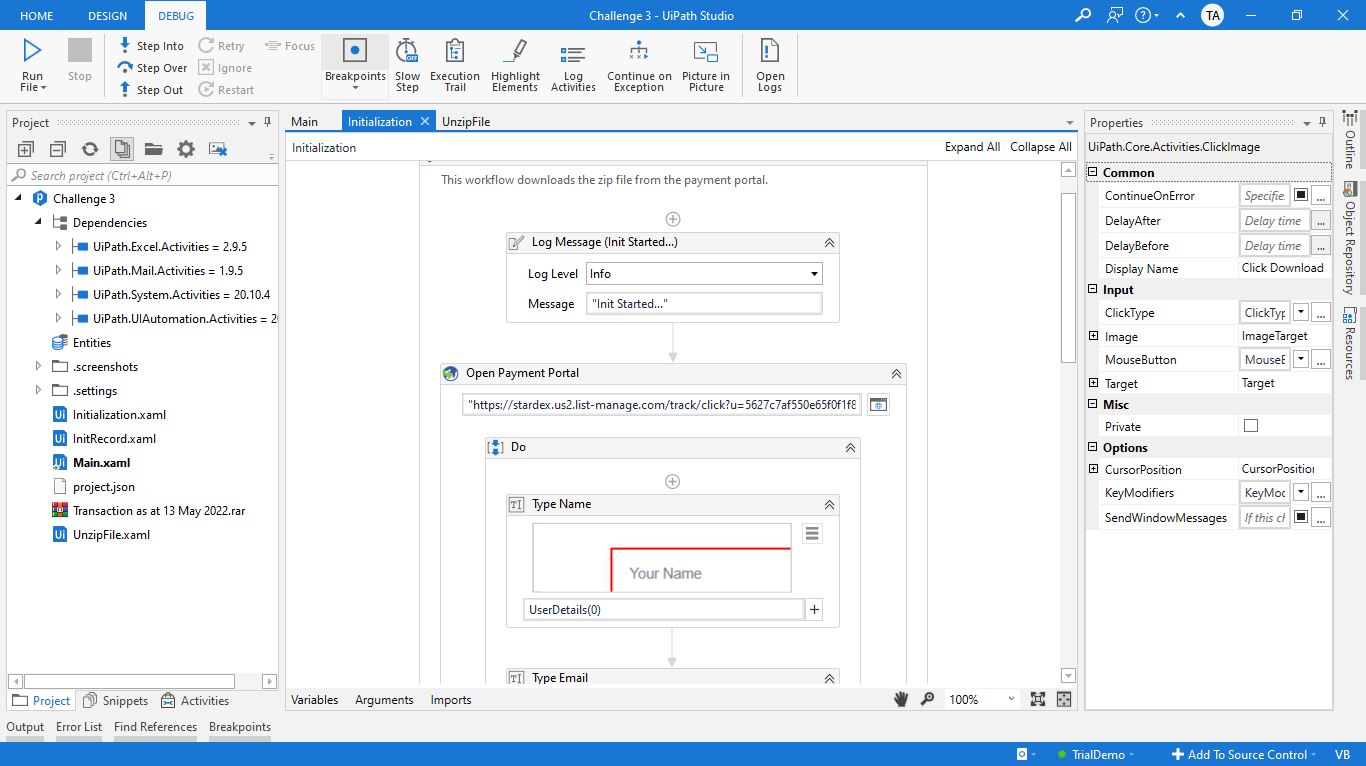 HOME DESIGN DEBUG Challenge 3 - UiPath Studio TA
Run File Stop
Step Into Retry Focus
Step Over Ignore
Step Out Restart
Breakpoints
Slow Step
Execution Trail
Highlight Elements
Log Activities
Continue on Exception
Picture in Picture
Open Logs
Project
Search project (Ctrl+Alt+P)
Challenge 3
Dependencies
UiPath.Excel.Activities = 2.9.5
UiPath.Mail.Activities = 1.9.5
UiPath.System.Activities = 20.10.4
UiPath.UIAutomation.Activities = 2
Entities
.screenshots
.settings
Initialization.xaml
InitRecord.xaml
Main.xaml
project.json
Transaction as at 13 May 2022.rar
UnzipFile.xaml
Project Snippets Activities
Main Initialization UnzipFile
Initialization Expand All Collapse All
This workflow downloads the zip file from the payment portal.
Log Message (Init Started...)
Log Level Info
Message "Init Started..."
Open Payment Portal
"https://stardex.us2.list-manage.com/track/click?u=5627c7af550e65f0f1f8
Do
Type Name
Your Name
UserDetails(0)
Type Email
Variables Arguments Imports 100%
Properties
UiPath.Core.Activities.ClickImage
Common
ContinueOnError Specifie
DelayAfter Delay time
DelayBefore Delay time
Display Name Click Download
Input
ClickType ClickTyp
Image ImageTarget
MouseButton MouseB
Target Target
Misc
Private
Options
CursorPosition CursorPosition
KeyModifiers KeyMoc
SendWindowMessages If this ch
Outline
Object Repository
Resources
Output Error List Find References Breakpoints
TrialDemo Add To Source Control VB